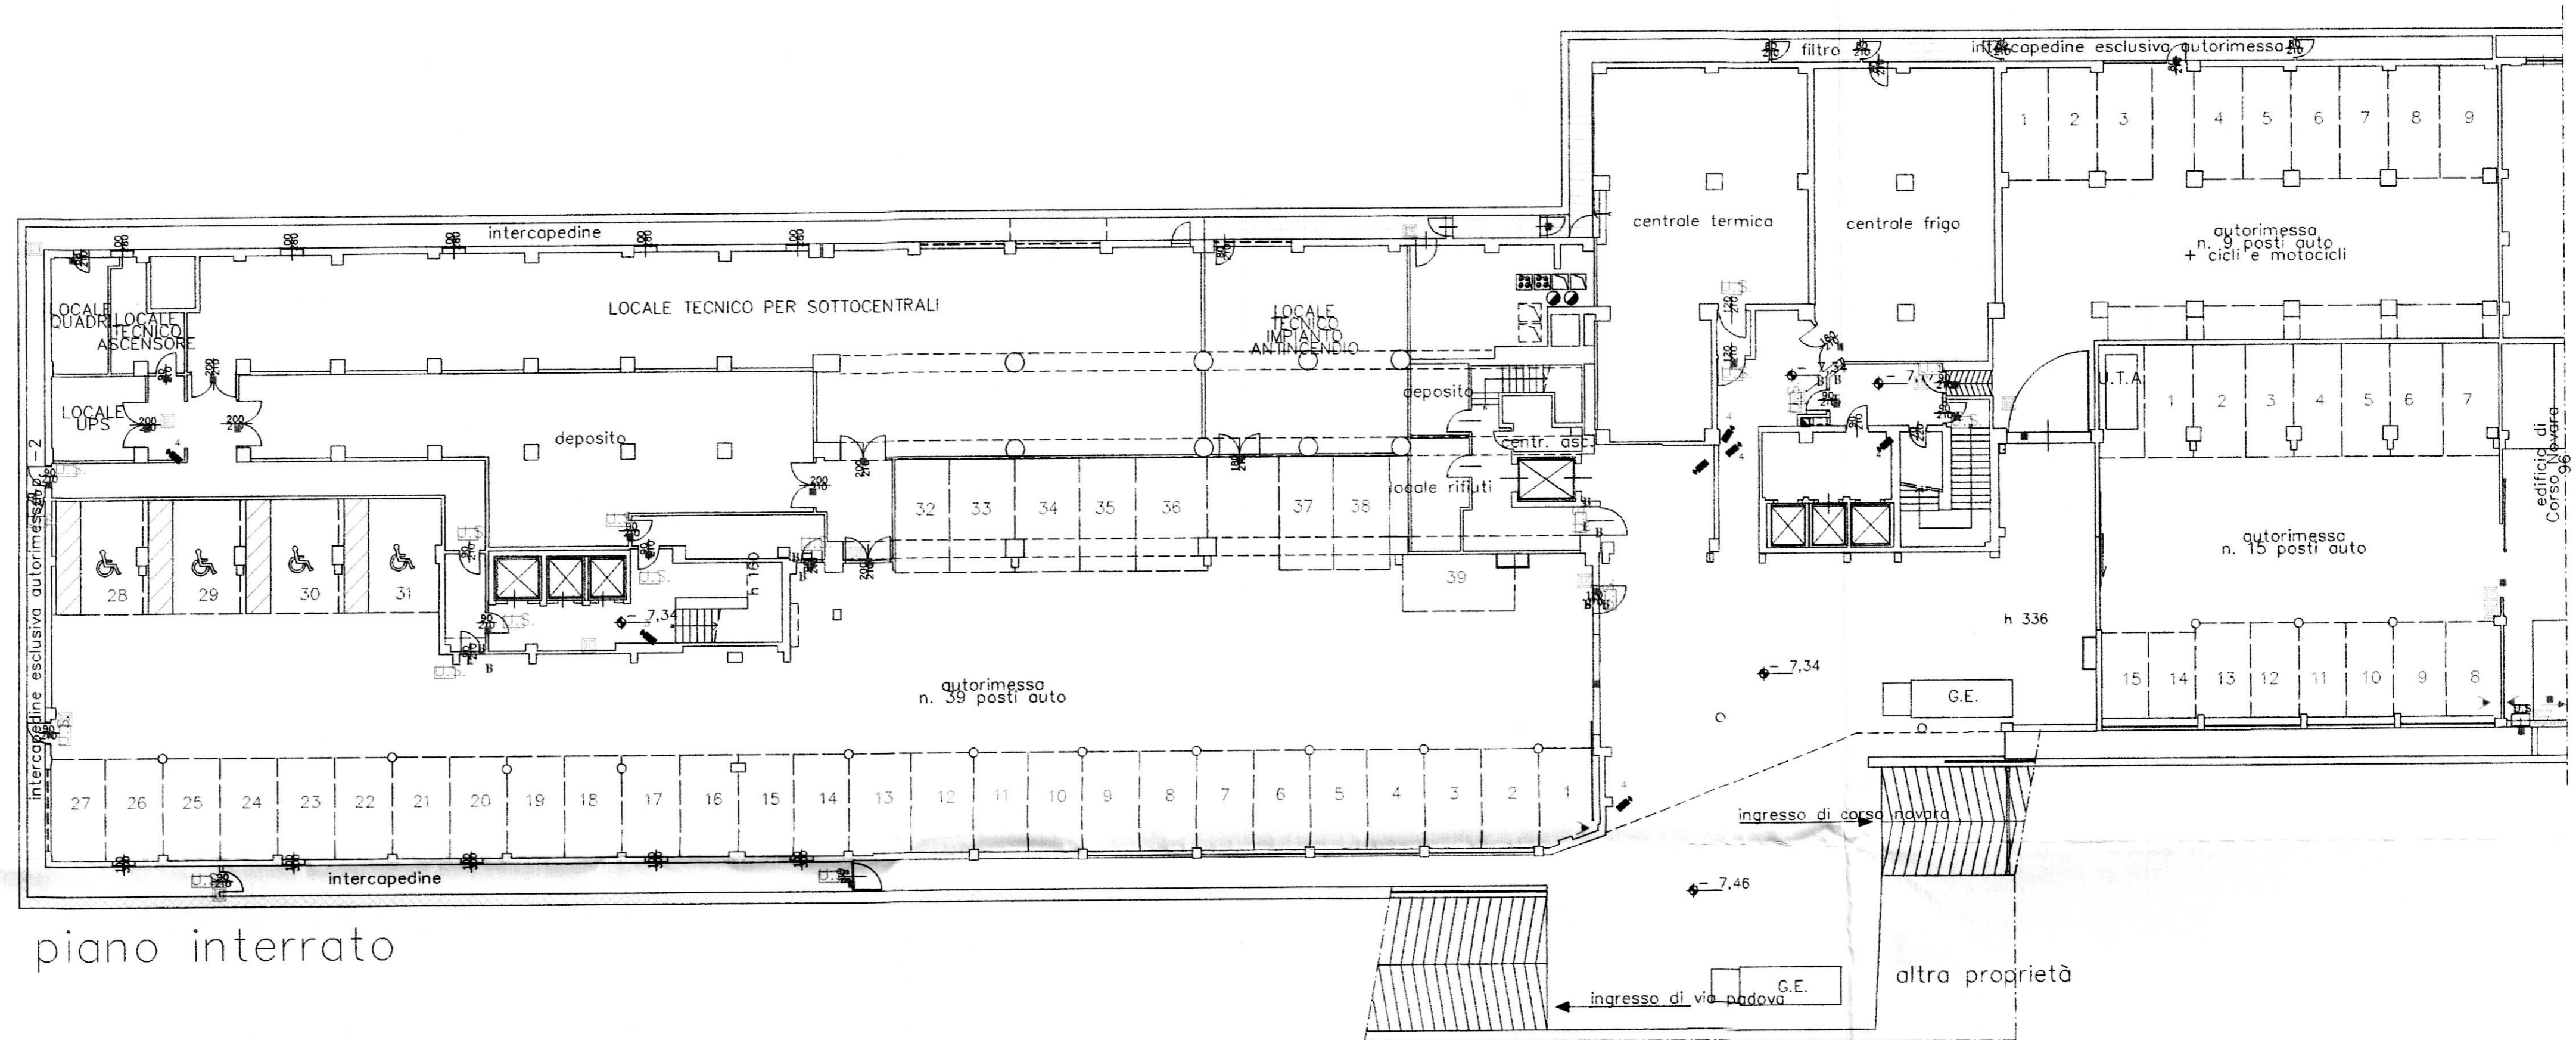 filtro
intercapedine esclusiva autorimessa
1 2 3 4 5 6 7 8 9
intercapedine
centrale termica
centrale frigo
autorimessa
n. 9 posti auto
+ cicli e motocicli
LOCALE
QUADRI
LOCALE
TECNICO
ASCENSORE
LOCALE TECNICO PER SOTTOCENTRALI
LOCALE
TECNICO
IMPIANTO
ANTINCENDIO
LOCALE
UPS
deposito
deposito
centr. asc.
locale rifiuti
U.T.A
1 2 3 4 5 6 7
edificio di
Corso Novara
96
32 33 34 35 36 37 38
39
28 29 30 31
- 7,34
h 160
- 7,34
autorimessa
n. 15 posti auto
h 336
- 7,34
G.E.
15 14 13 12 11 10 9 8
autorimessa
n. 39 posti auto
intercapedine esclusiva autorimessa
27 26 25 24 23 22 21 20 19 18 17 16 15 14 13 12 11 10 9 8 7 6 5 4 3 2 1
ingresso di corso novara
intercapedine
- 7,46
piano interrato
altra proprietà
G.E.
ingresso di via padova